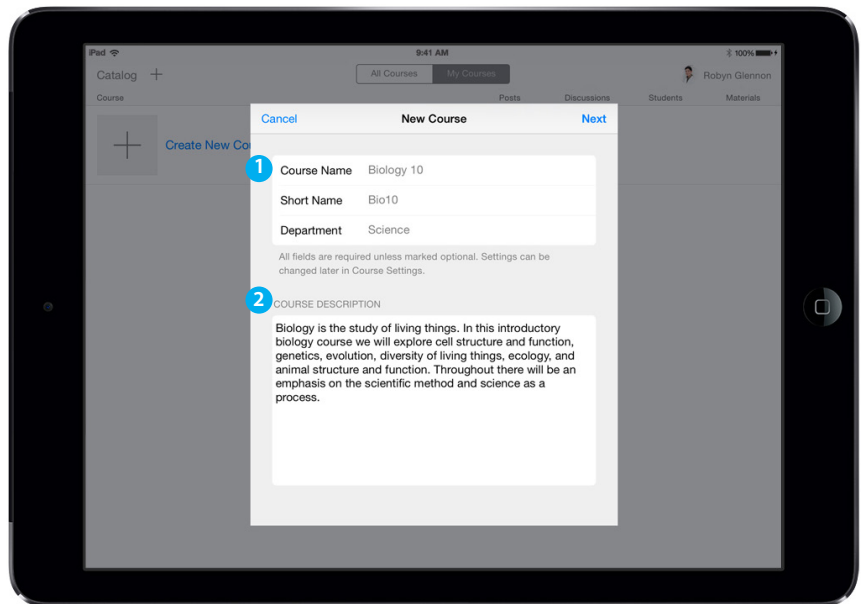 iPad 9:41 AM 100%
Catalog + All Courses My Courses Robyn Glennon
Course Posts Discussions Students Materials
Cancel New Course Next
Create New Cou
1 Course Name Biology 10
Short Name Bio10
Department Science
All fields are required unless marked optional. Settings can be
changed later in Course Settings.
2 COURSE DESCRIPTION
Biology is the study of living things. In this introductory
biology course we will explore cell structure and function,
genetics, evolution, diversity of living things, ecology, and
animal structure and function. Throughout there will be an
emphasis on the scientific method and science as a
process.